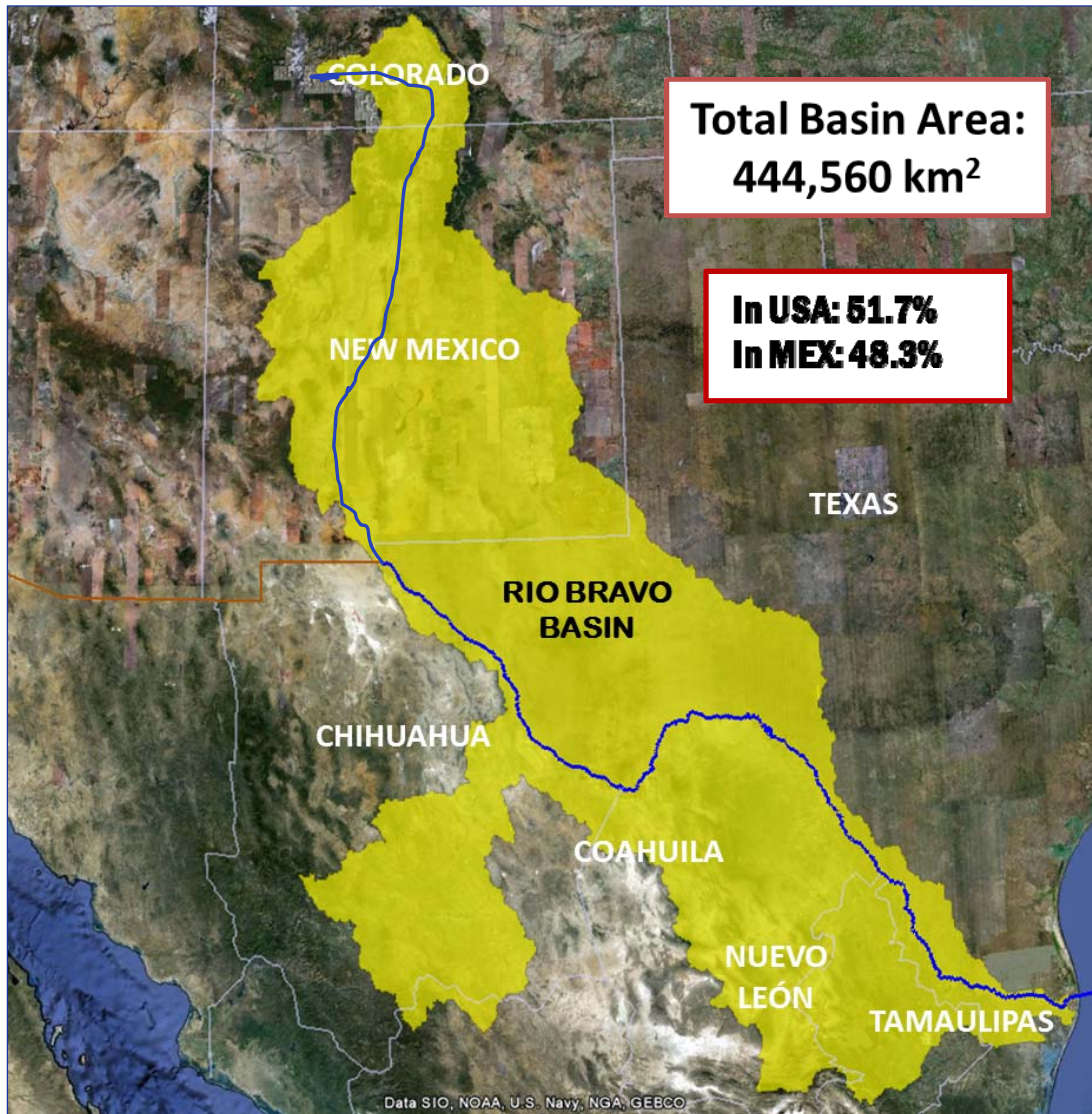 COLORADO
Total Basin Area:
444,560 km²
In USA: 51.7%
In MEX: 48.3%
NEW MEXICO
TEXAS
RIO BRAVO
BASIN
CHIHUAHUA
COAHUILA
NUEVO
LEÓN
TAMAULIPAS
Data SIO, NOAA, U.S. Navy, NGA, GEBCO